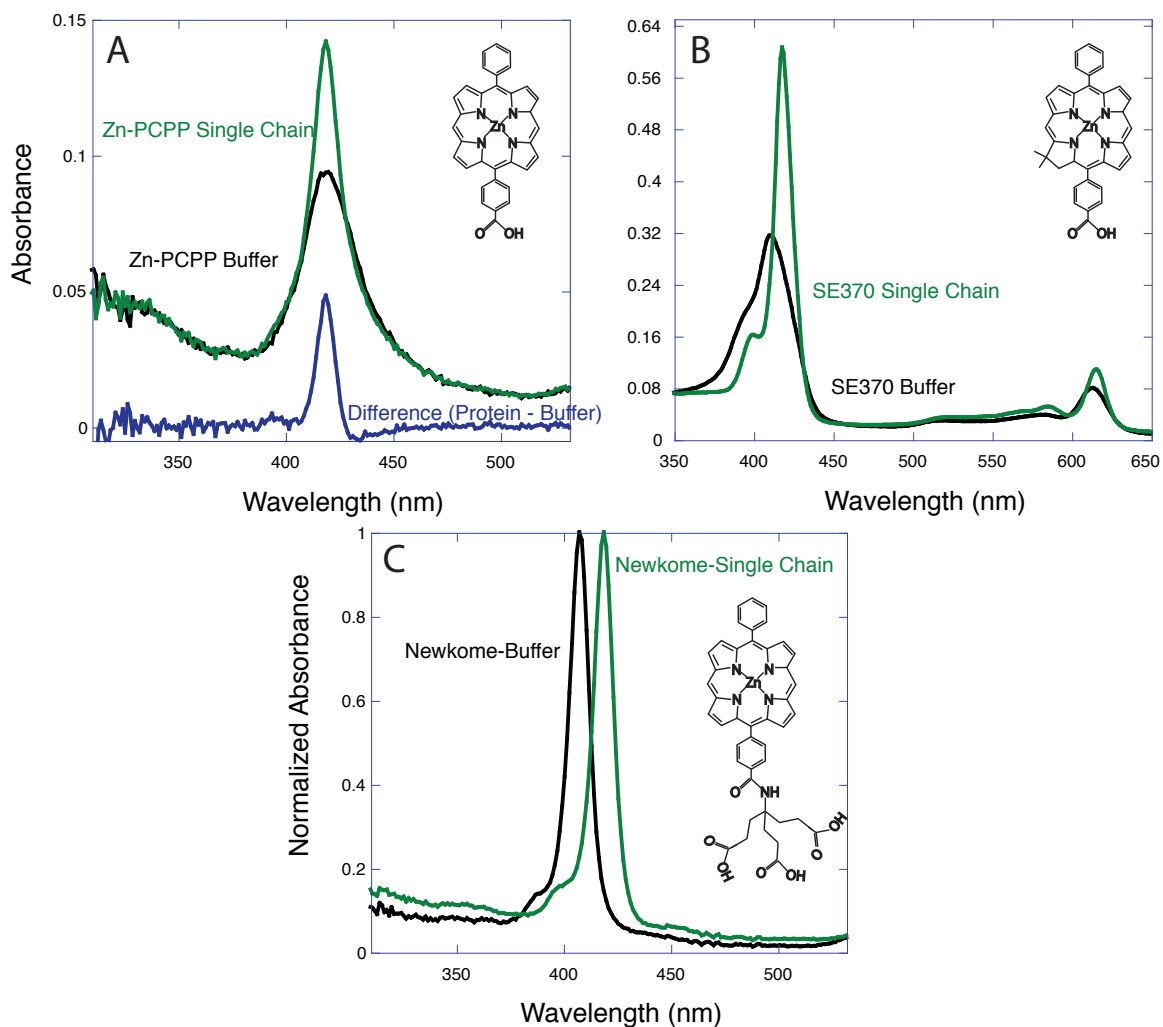 A
0.15
Zn-PCPP Single Chain
0.1
Zn-PCPP Buffer
0.05
Difference (Protein - Buffer)
0
350
400
450
500
Absorbance
Wavelength (nm)
N
N
Zn
N
N
O
OH
B
0.64
0.56
0.48
0.4
0.32
0.24
0.16
0.08
0
SE370 Single Chain
SE370 Buffer
350
400
450
500
550
600
650
Wavelength (nm)
N
N
Zn
N
N
O
OH
C
1
0.8
0.6
0.4
0.2
0
Newkome-Single Chain
Newkome-Buffer
350
400
450
500
Normalized Absorbance
Wavelength (nm)
N
N
Zn
N
N
O
NH
O
OH
O
OH
O
OH